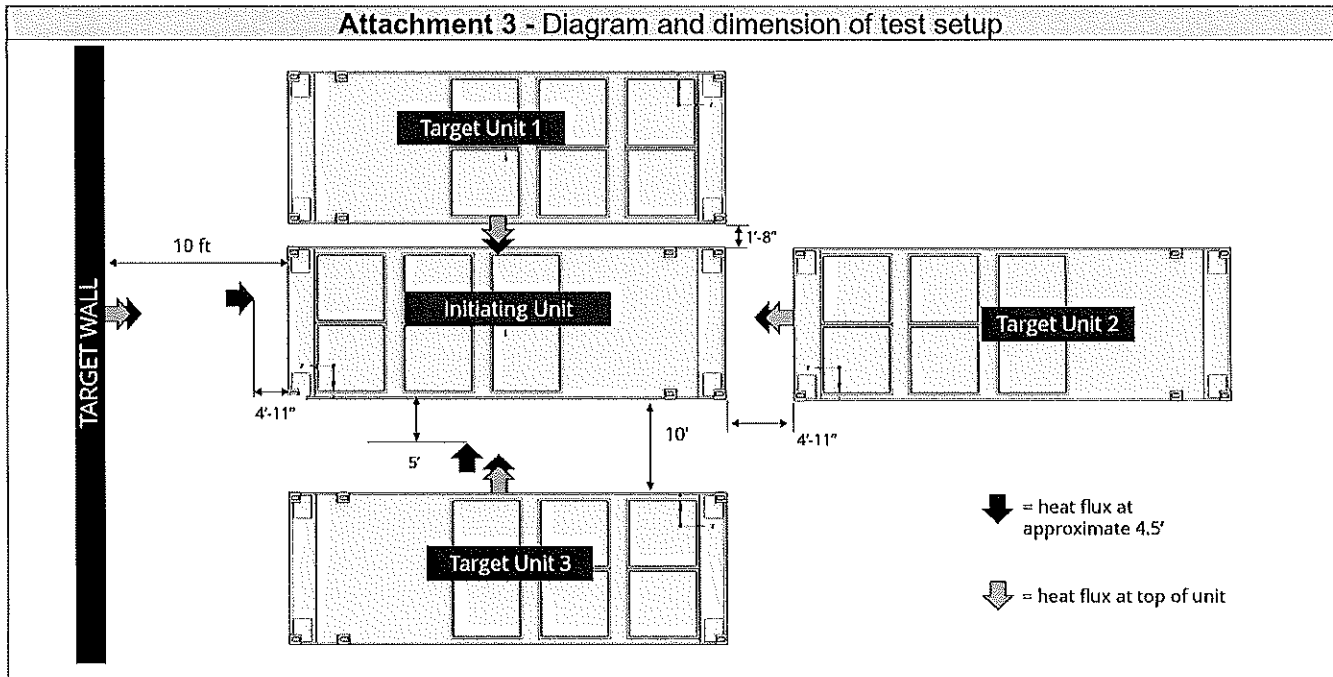 Attachment 3 - Diagram and dimension of test setup
TARGET WALL
Target Unit 1
10 ft
1'-8"
Initiating Unit
Target Unit 2
4'-11"
5'
10'
4'-11"
Target Unit 3
= heat flux at
approximate 4.5'
= heat flux at top of unit